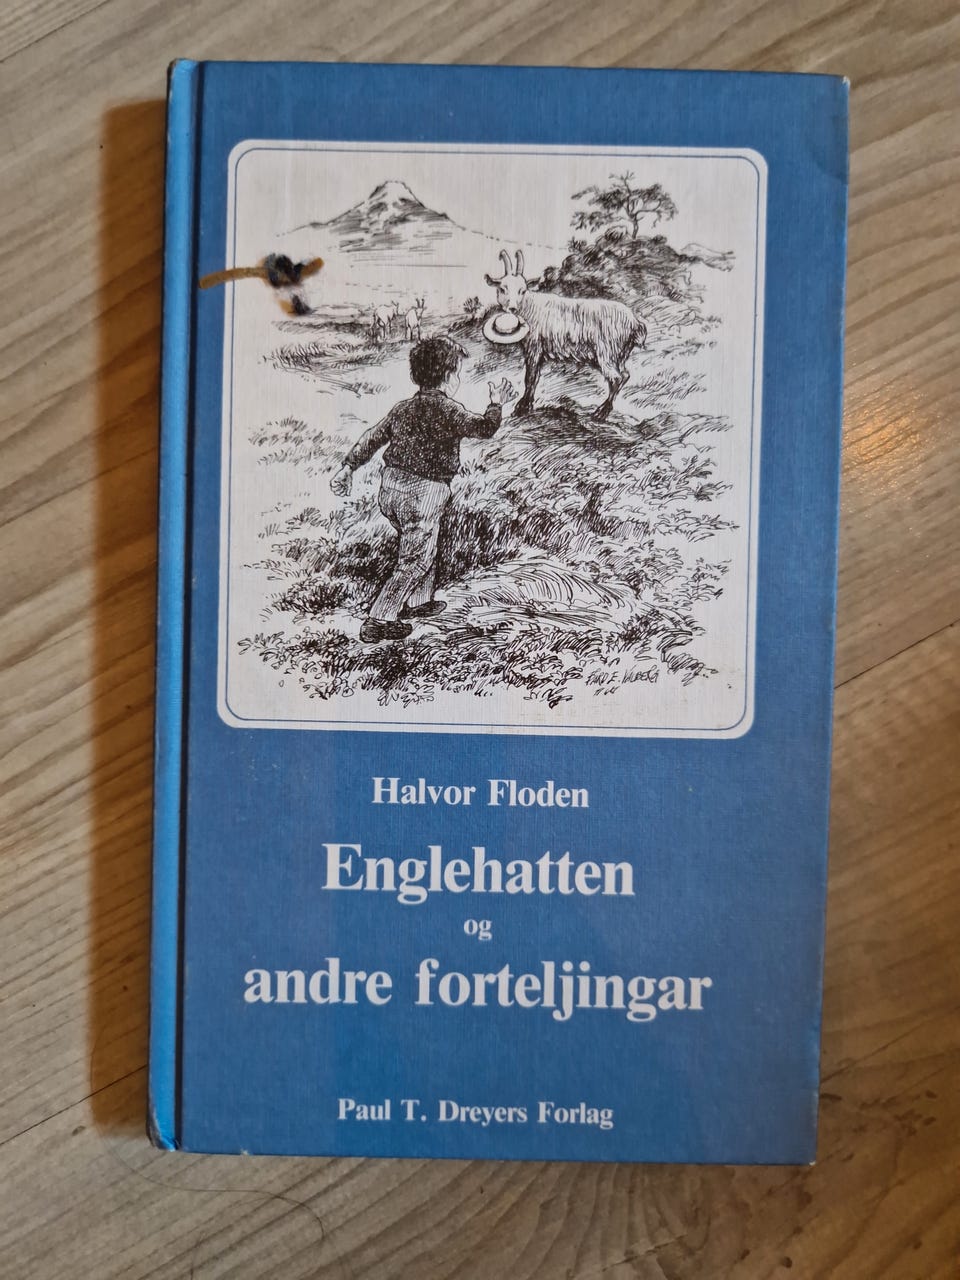 Halvor Floden
Englehatten
og
andre forteljingar
Paul T. Dreyers Forlag